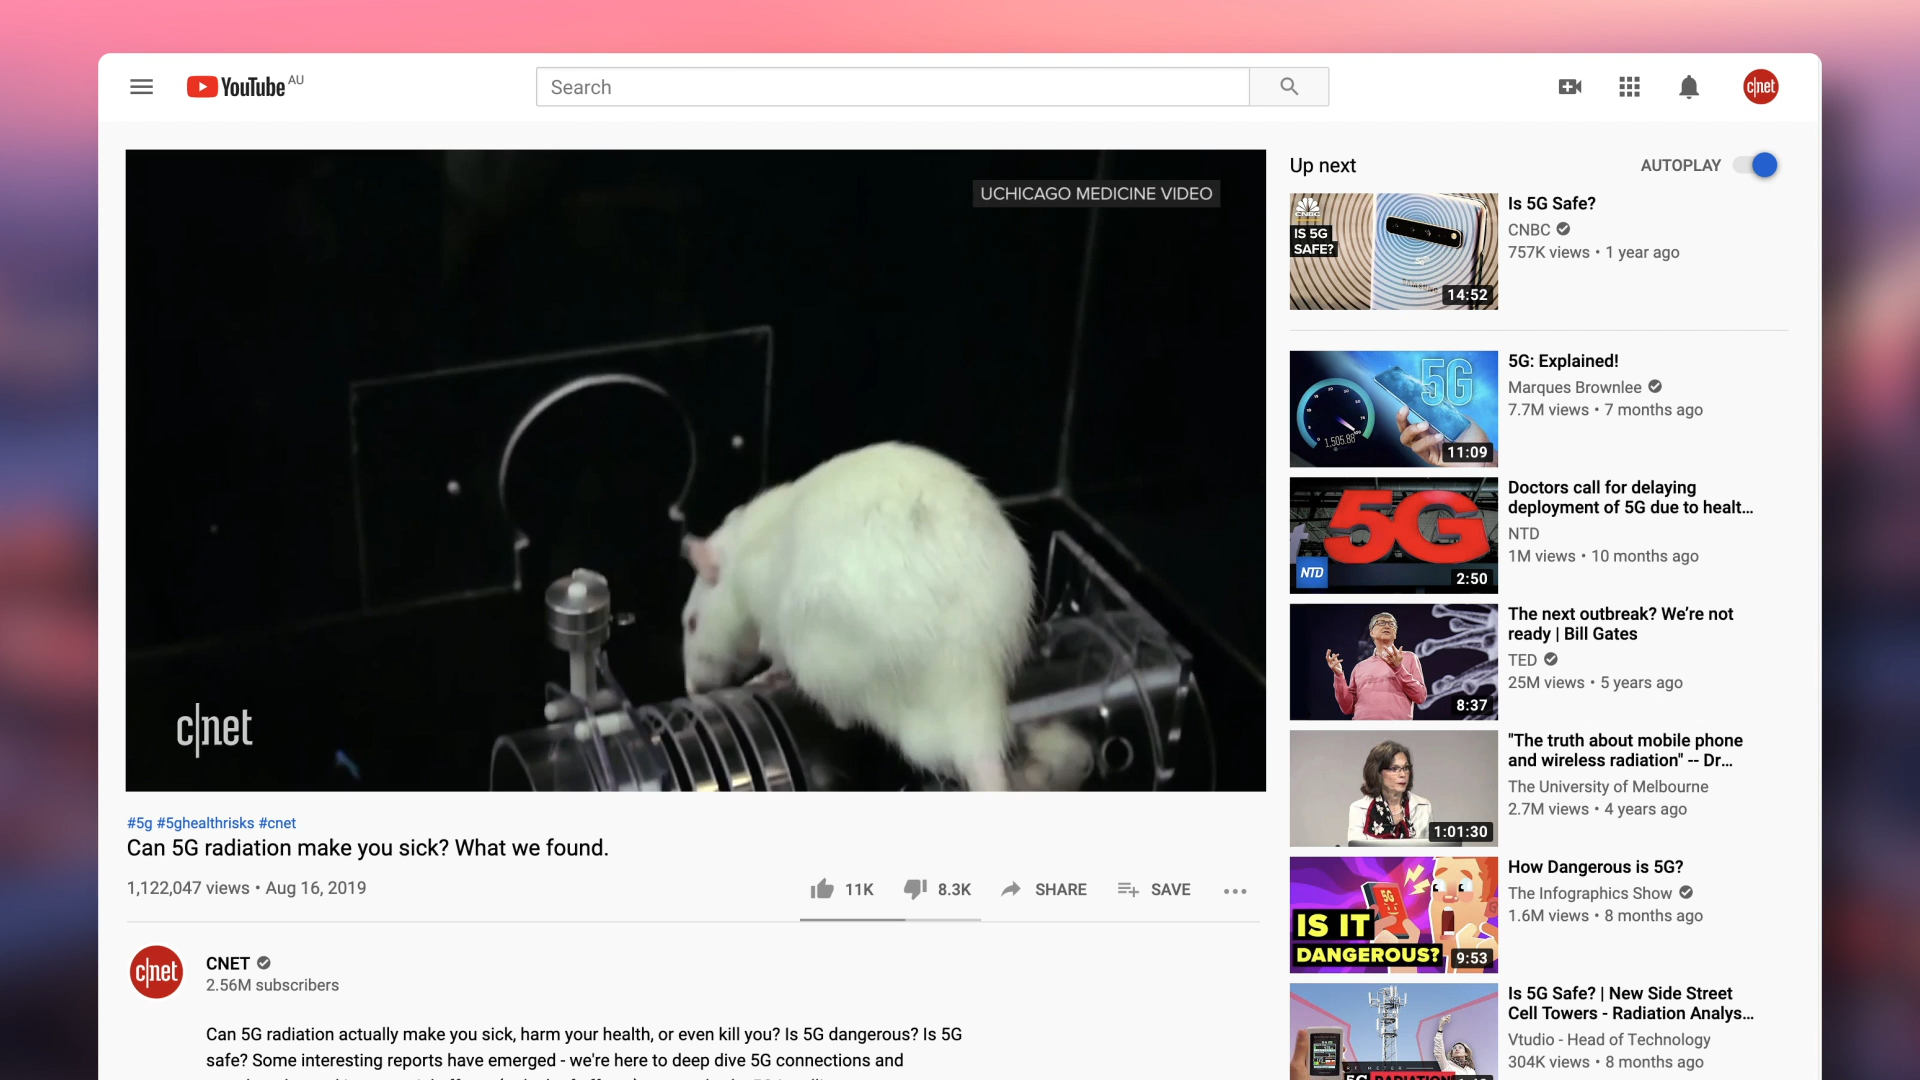 YouTube AU
Search
c|net
UCHICAGO MEDICINE VIDEO
c|net
#5g #5ghealthrisks #cnet
Can 5G radiation make you sick? What we found.
1,122,047 views • Aug 16, 2019
11K
8.3K
SHARE
SAVE
c|net
CNET
2.56M subscribers
Can 5G radiation actually make you sick, harm your health, or even kill you? Is 5G dangerous? Is 5G
safe? Some interesting reports have emerged - we're here to deep dive 5G connections and
Up next
AUTOPLAY
CNBC
IS 5G
SAFE?
14:52
Is 5G Safe?
CNBC
757K views • 1 year ago
5G
1,505.88
11:09
5G: Explained!
Marques Brownlee
7.7M views • 7 months ago
5G
NTD
2:50
Doctors call for delaying
deployment of 5G due to healt...
NTD
1M views • 10 months ago
8:37
The next outbreak? We’re not
ready | Bill Gates
TED
25M views • 5 years ago
1:01:30
"The truth about mobile phone
and wireless radiation" -- Dr...
The University of Melbourne
2.7M views • 4 years ago
5G
IS IT
DANGEROUS?
9:53
How Dangerous is 5G?
The Infographics Show
1.6M views • 8 months ago
Is 5G Safe? | New Side Street
Cell Towers - Radiation Analys...
Vtudio - Head of Technology
304K views • 8 months ago